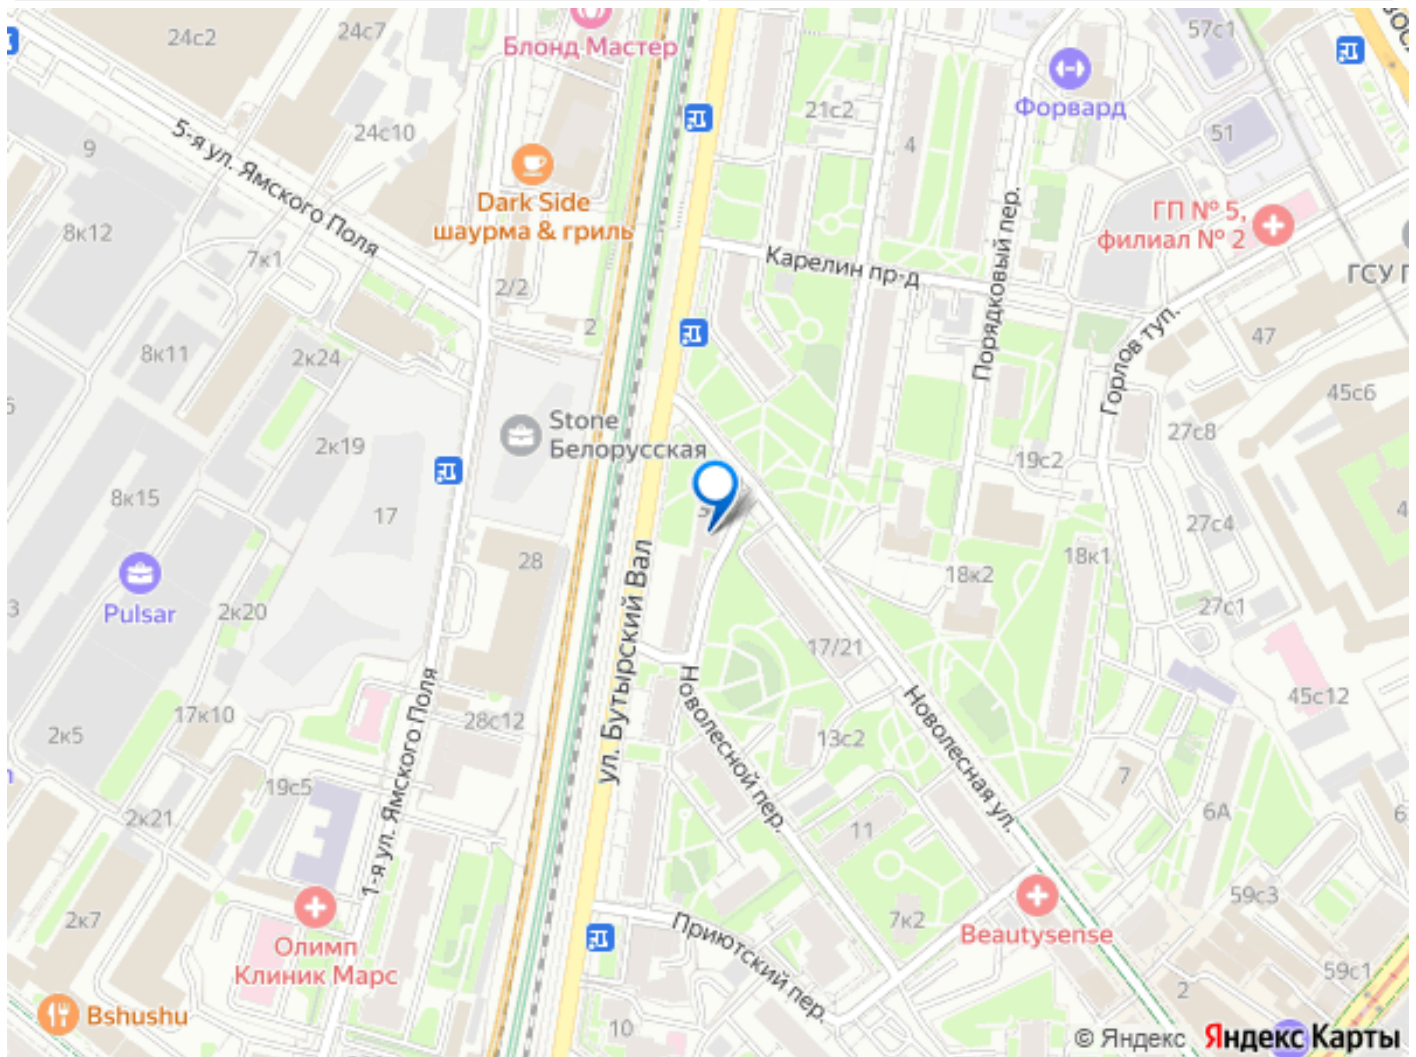 24с2
24с7
Блонд Мастер
57с1
21с2
Форвард
24с10
4
51
9
5-я ул. Ямского Поля
Dark Side
шаурма & гриль
ГП № 5,
филиал № 2
8к12
7к1
Карелин пр-д
Порядковый пер.
2/2
2
Горлов туп.
47
8к11
2к24
45с6
Stone
Белорусская
2к19
27с8
19с2
8к15
17
27с4
28
18к2
18к1
ул. Бутырский Вал
Pulsar
2к20
27с1
17/21
Новолесной пер.
Новолесная ул.
45с12
17к10
28с12
2к5
13с2
1-я ул. Ямского Поля
7
19с5
6А
2к21
11
59с3
2к7
7к2
Beautysense
Олимп
Клиник Марс
Приютский пер.
59с1
2
Bshushu
10
© Яндекс Яндекс Карты